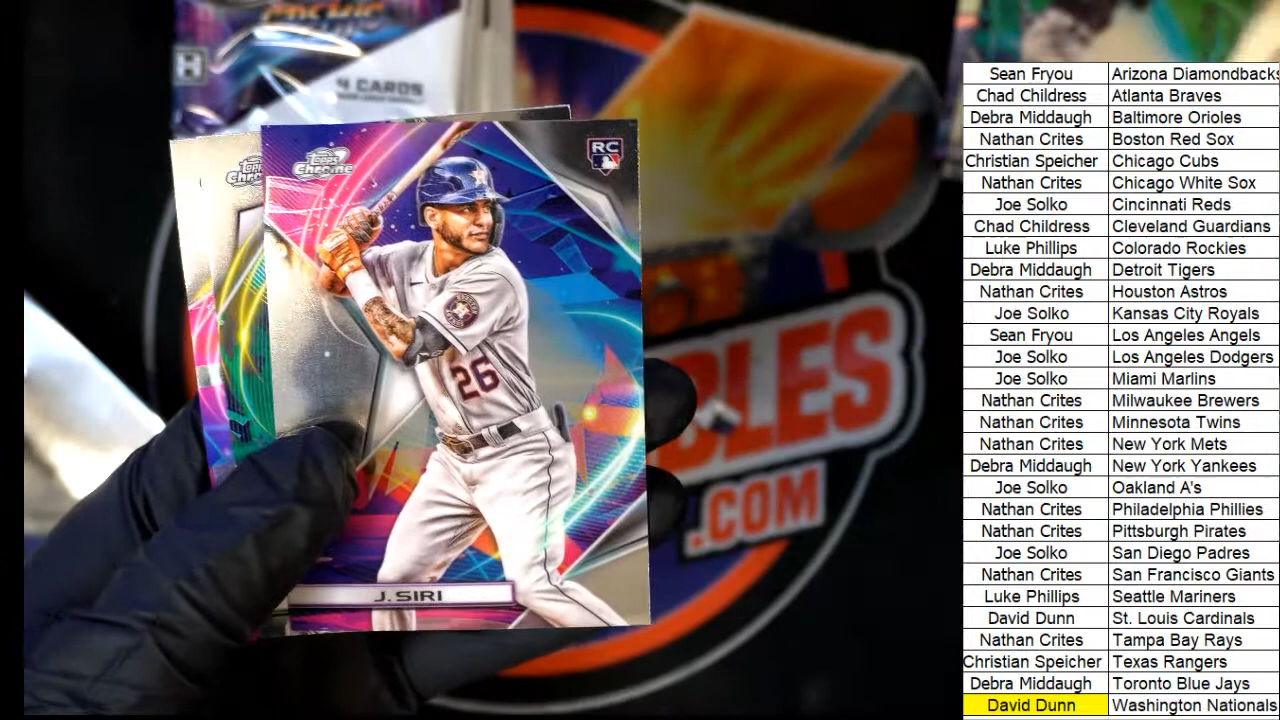 H
4 CARDS
Topps
Chrome
RC
26
J. SIRI
BLES
.COM
Sean Fryou Arizona Diamondbacks
Chad Childress Atlanta Braves
Debra Middaugh Baltimore Orioles
Nathan Crites Boston Red Sox
Christian Speicher Chicago Cubs
Nathan Crites Chicago White Sox
Joe Solko Cincinnati Reds
Chad Childress Cleveland Guardians
Luke Phillips Colorado Rockies
Debra Middaugh Detroit Tigers
Nathan Crites Houston Astros
Joe Solko Kansas City Royals
Sean Fryou Los Angeles Angels
Joe Solko Los Angeles Dodgers
Joe Solko Miami Marlins
Nathan Crites Milwaukee Brewers
Nathan Crites Minnesota Twins
Nathan Crites New York Mets
Debra Middaugh New York Yankees
Joe Solko Oakland A's
Nathan Crites Philadelphia Phillies
Nathan Crites Pittsburgh Pirates
Joe Solko San Diego Padres
Nathan Crites San Francisco Giants
Luke Phillips Seattle Mariners
David Dunn St. Louis Cardinals
Nathan Crites Tampa Bay Rays
Christian Speicher Texas Rangers
Debra Middaugh Toronto Blue Jays
David Dunn Washington Nationals